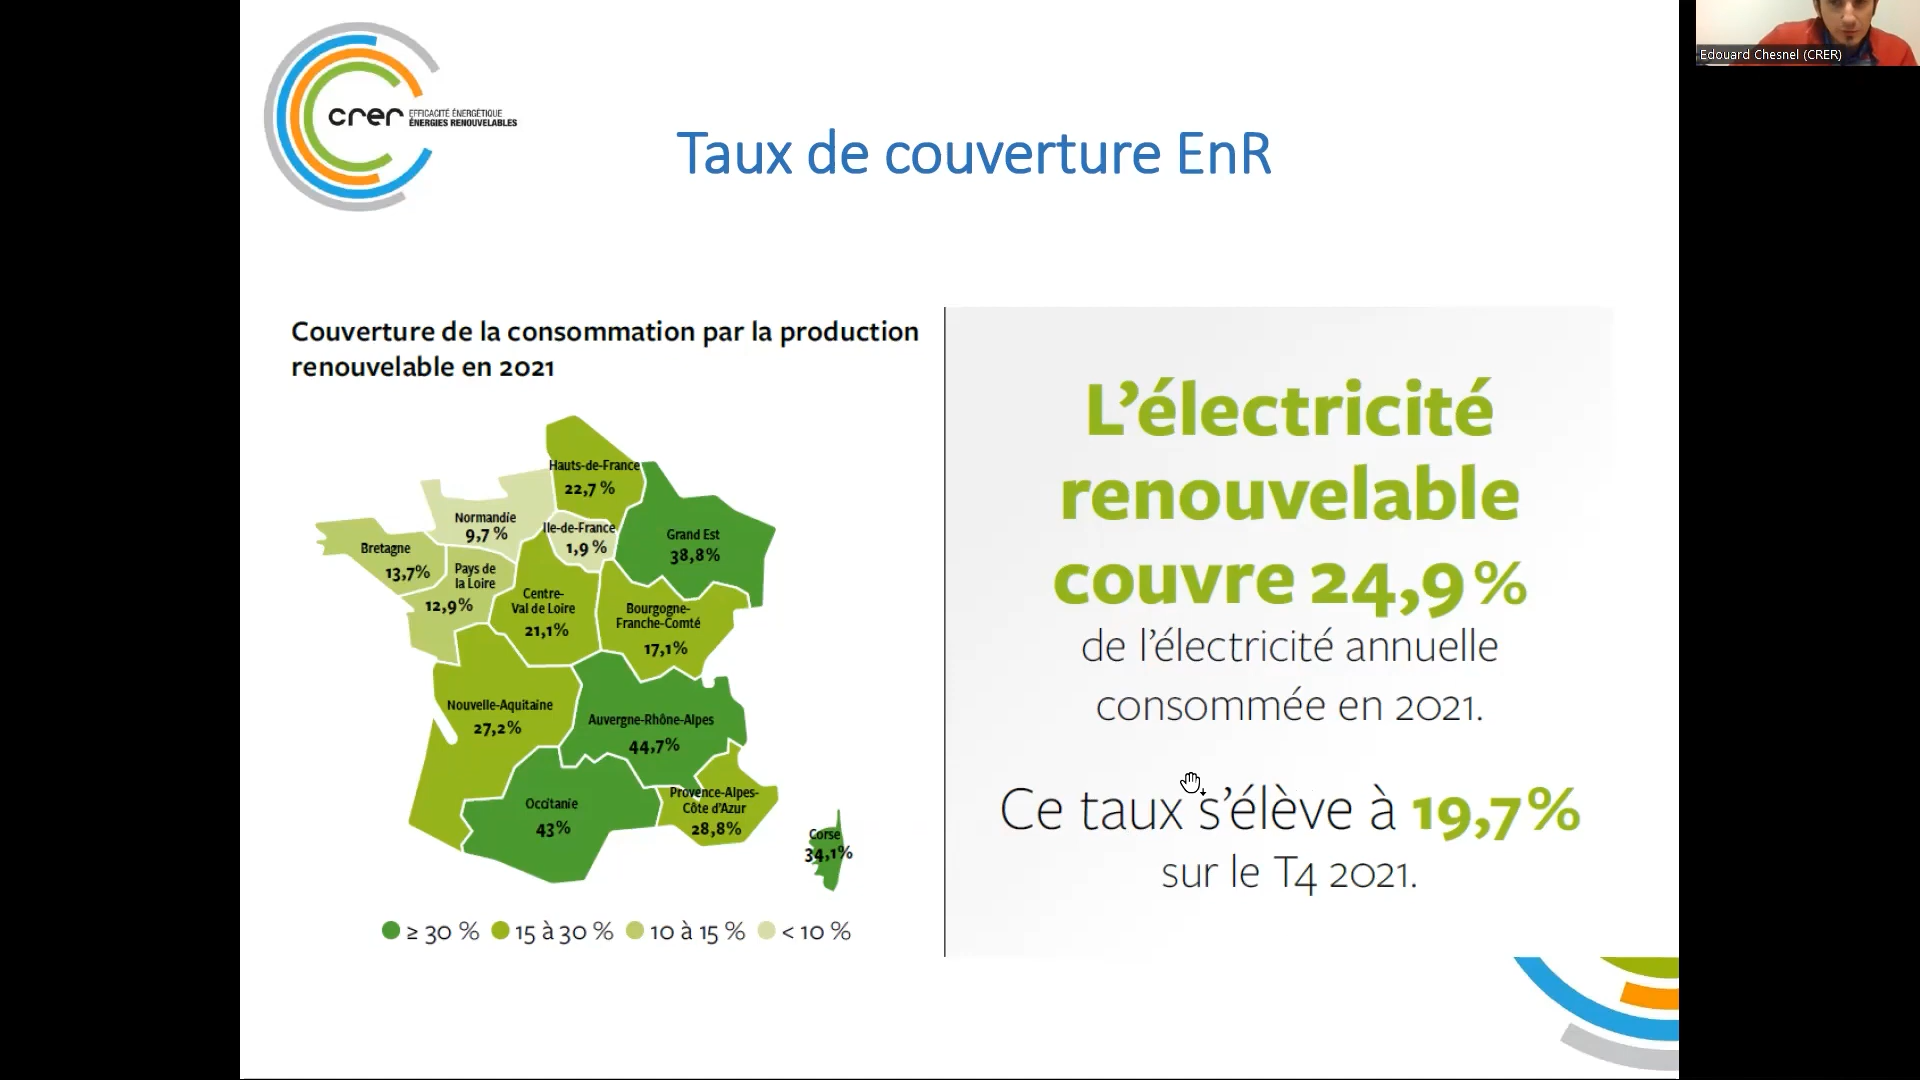 Edouard Chesnel (CRER)
crer
EFFICACITÉ ÉNERGÉTIQUE
ÉNERGIES RENOUVELABLES
Taux de couverture EnR
Couverture de la consommation par la production
renouvelable en 2021
Hauts-de-France
22,7 %
Normandie
9,7 %
Ile-de-France
1,9 %
Grand Est
38,8%
Bretagne
13,7%
Pays de
la Loire
12,9%
Centre-
Val de Loire
21,1%
Bourgogne-
Franche-Comté
17,1%
Nouvelle-Aquitaine
27,2%
Auvergne-Rhône-Alpes
44,7%
Occitanie
43%
Provence-Alpes-
Côte d'Azur
28,8%
Corse
34,1%
≥ 30 % 15 à 30 % 10 à 15 % < 10 %
L'électricité
renouvelable
couvre 24,9 %
de l'électricité annuelle
consommée en 2021.
Ce taux s'élève à 19,7%
sur le T4 2021.